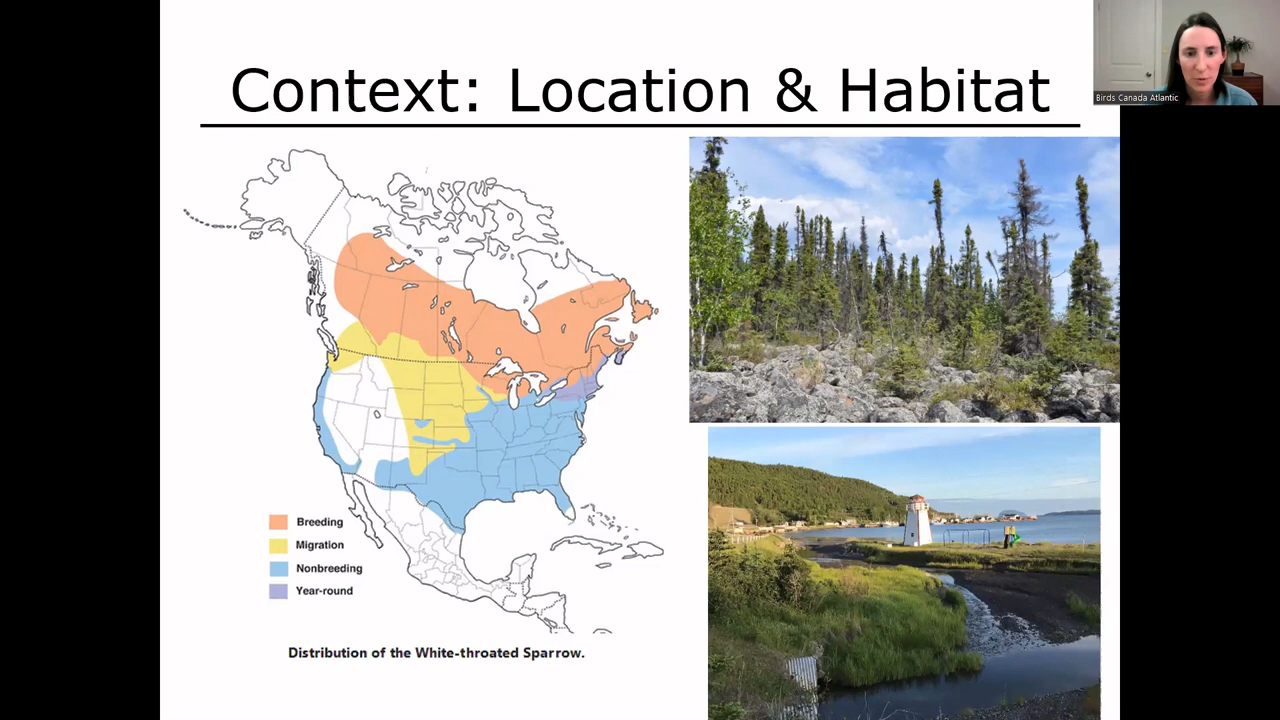 Context: Location & Habitat
Birds Canada Atlantic
Breeding
Migration
Nonbreeding
Year-round
Distribution of the White-throated Sparrow.